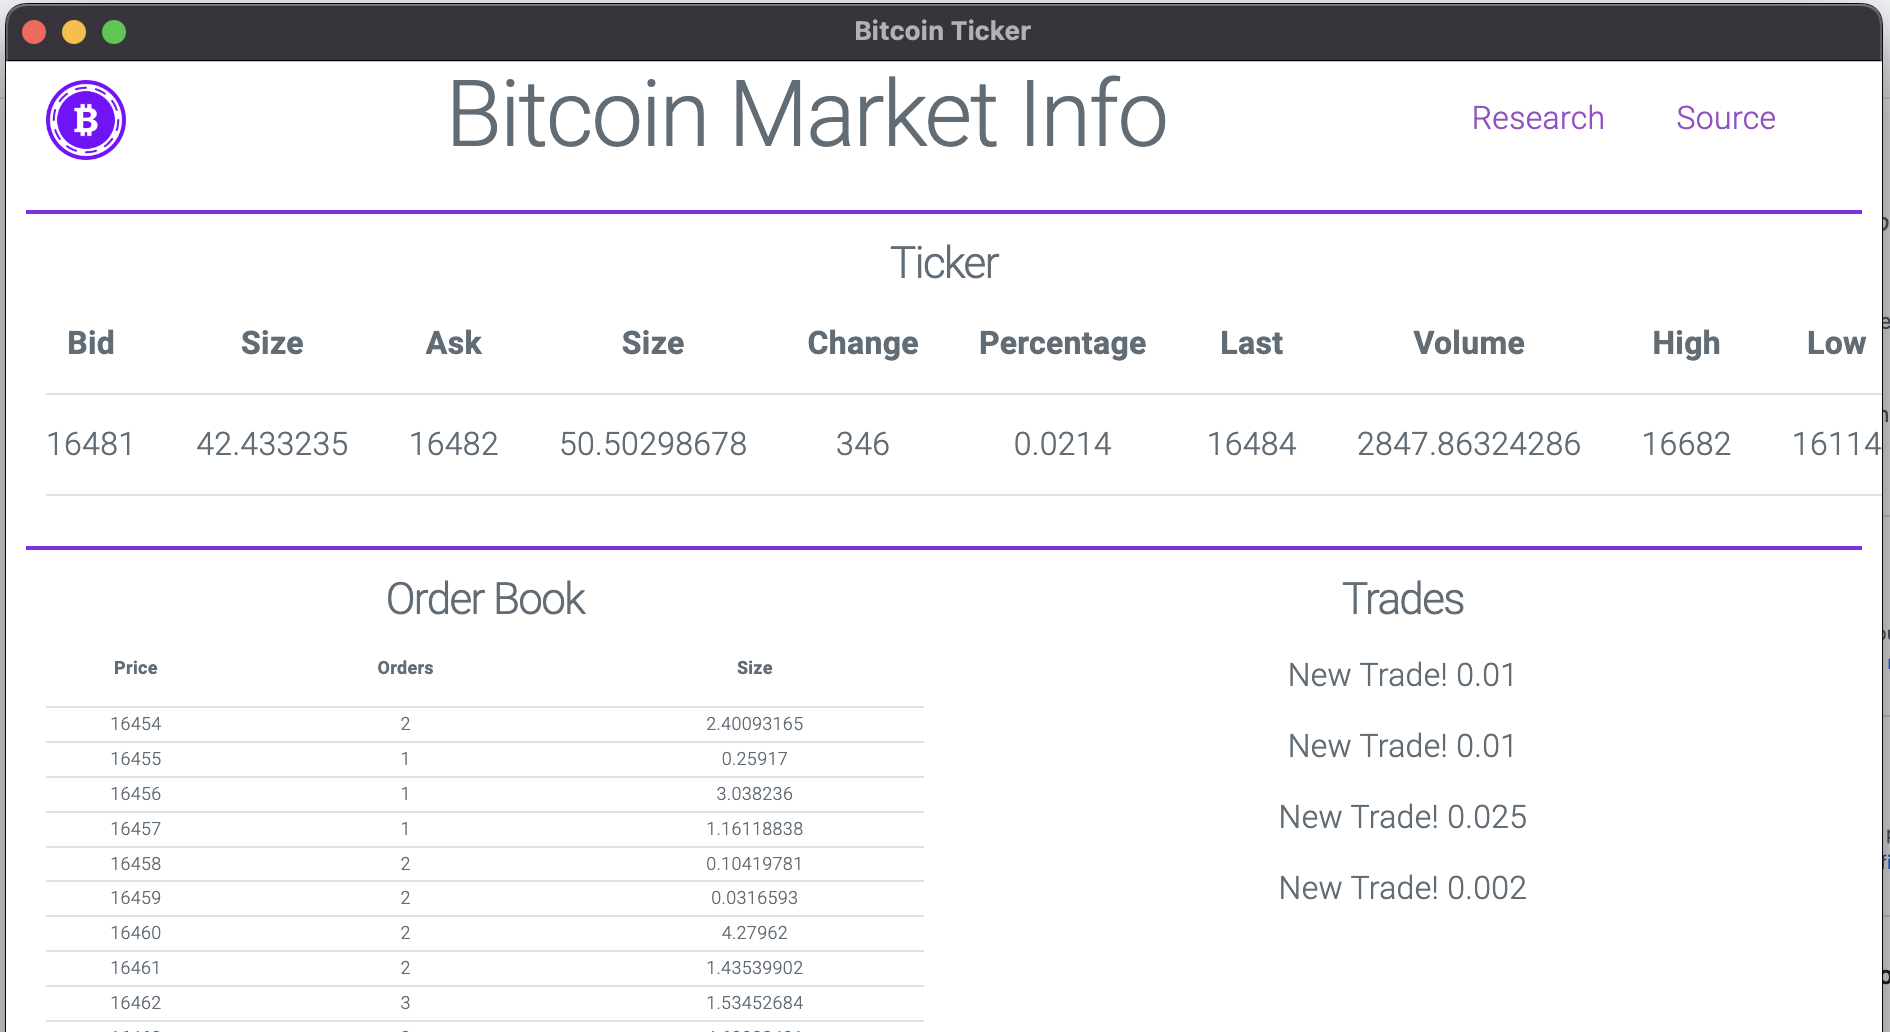 Bitcoin Ticker
Bitcoin Market Info
Research Source
Ticker
Bid Size Ask Size Change Percentage Last Volume High Low
16481 42.433235 16482 50.50298678 346 0.0214 16484 2847.86324286 16682 16114
Order Book
Price Orders Size
16454 2 2.40093165
16455 1 0.25917
16456 1 3.038236
16457 1 1.16118838
16458 2 0.10419781
16459 2 0.0316593
16460 2 4.27962
16461 2 1.43539902
16462 3 1.53452684
Trades
New Trade! 0.01
New Trade! 0.01
New Trade! 0.025
New Trade! 0.002